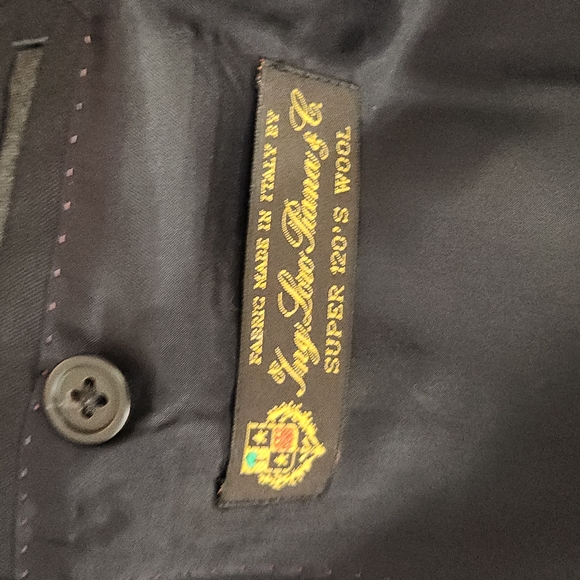 FABRIC MADE IN ITALY BY
Ing. Loro Piana & C
SUPER 120'S WOOL